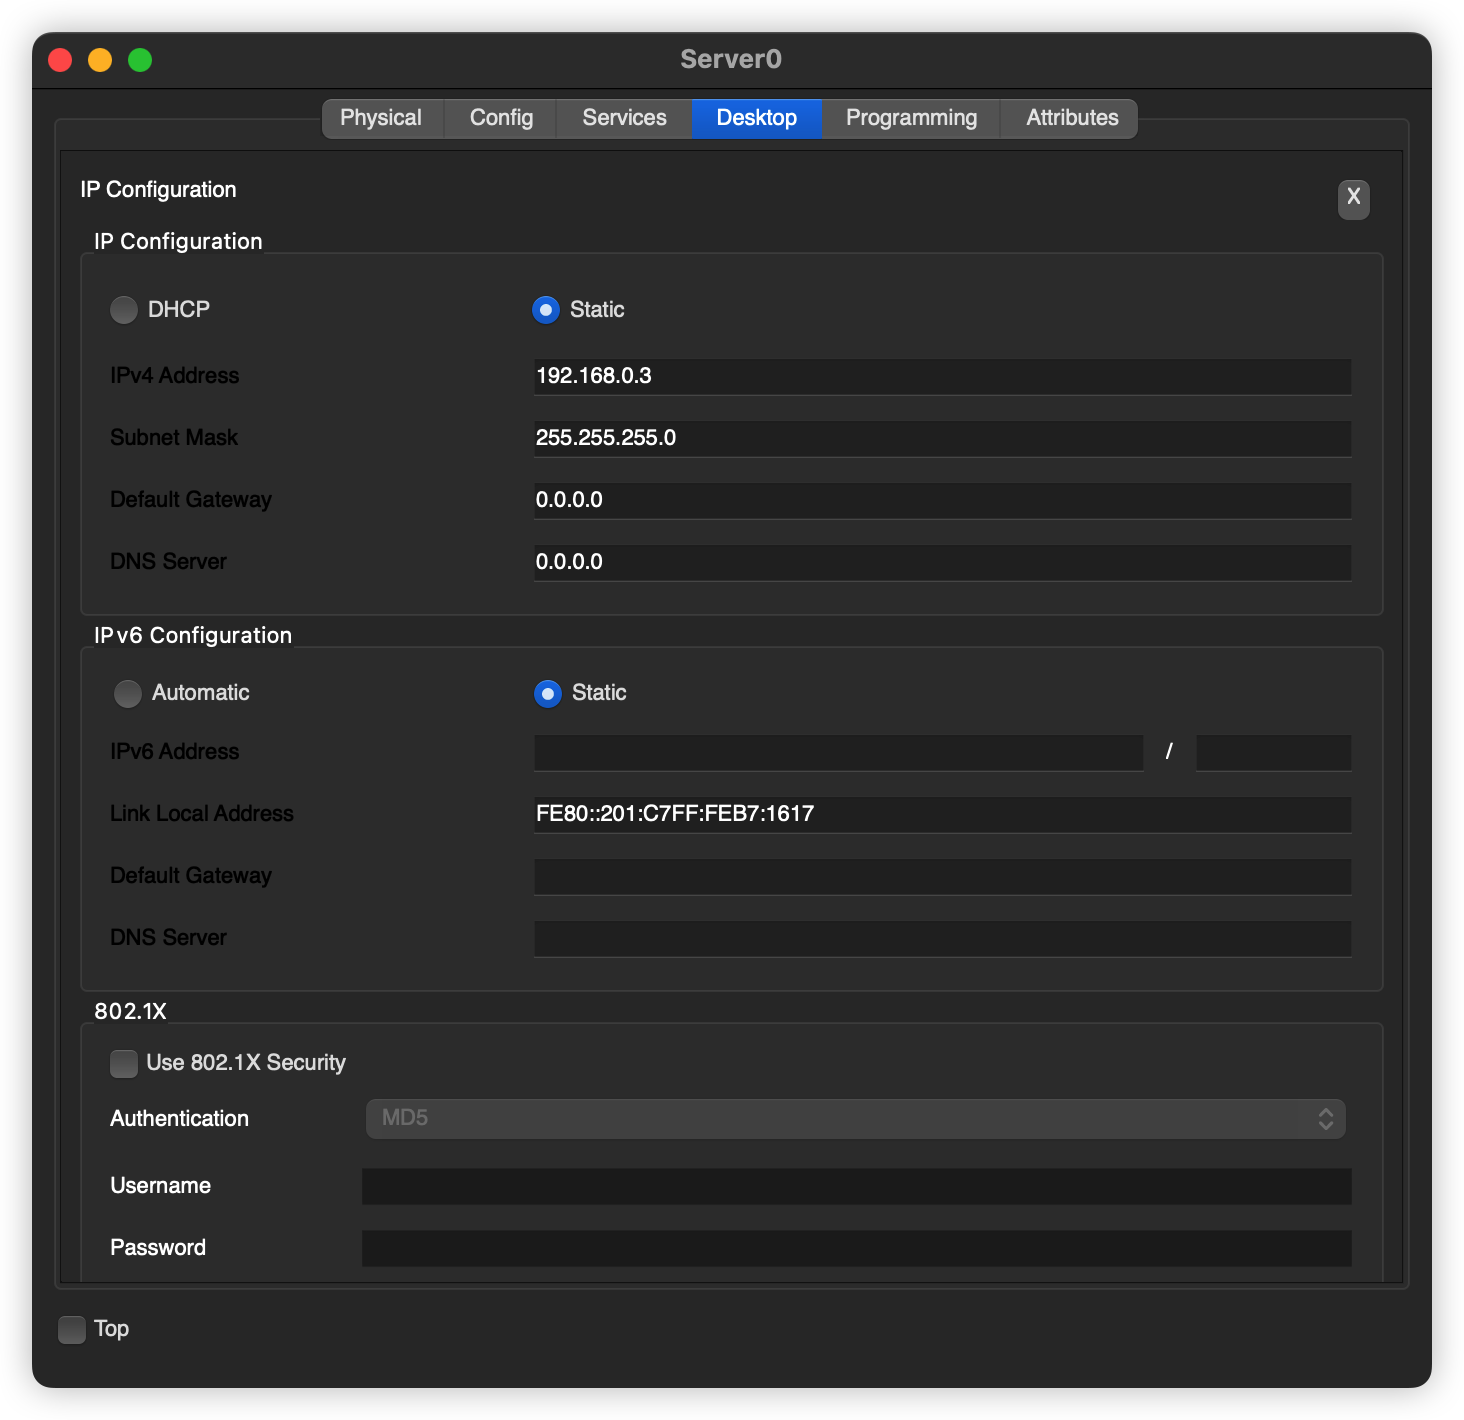 Server0
Physical Config Services Desktop Programming Attributes
IP Configuration
X
IP Configuration
DHCP Static
IPv4 Address 192.168.0.3
Subnet Mask 255.255.255.0
Default Gateway 0.0.0.0
DNS Server 0.0.0.0
IPv6 Configuration
Automatic Static
IPv6 Address /
Link Local Address FE80::201:C7FF:FEB7:1617
Default Gateway
DNS Server
802.1X
Use 802.1X Security
Authentication MD5
Username
Password
Top